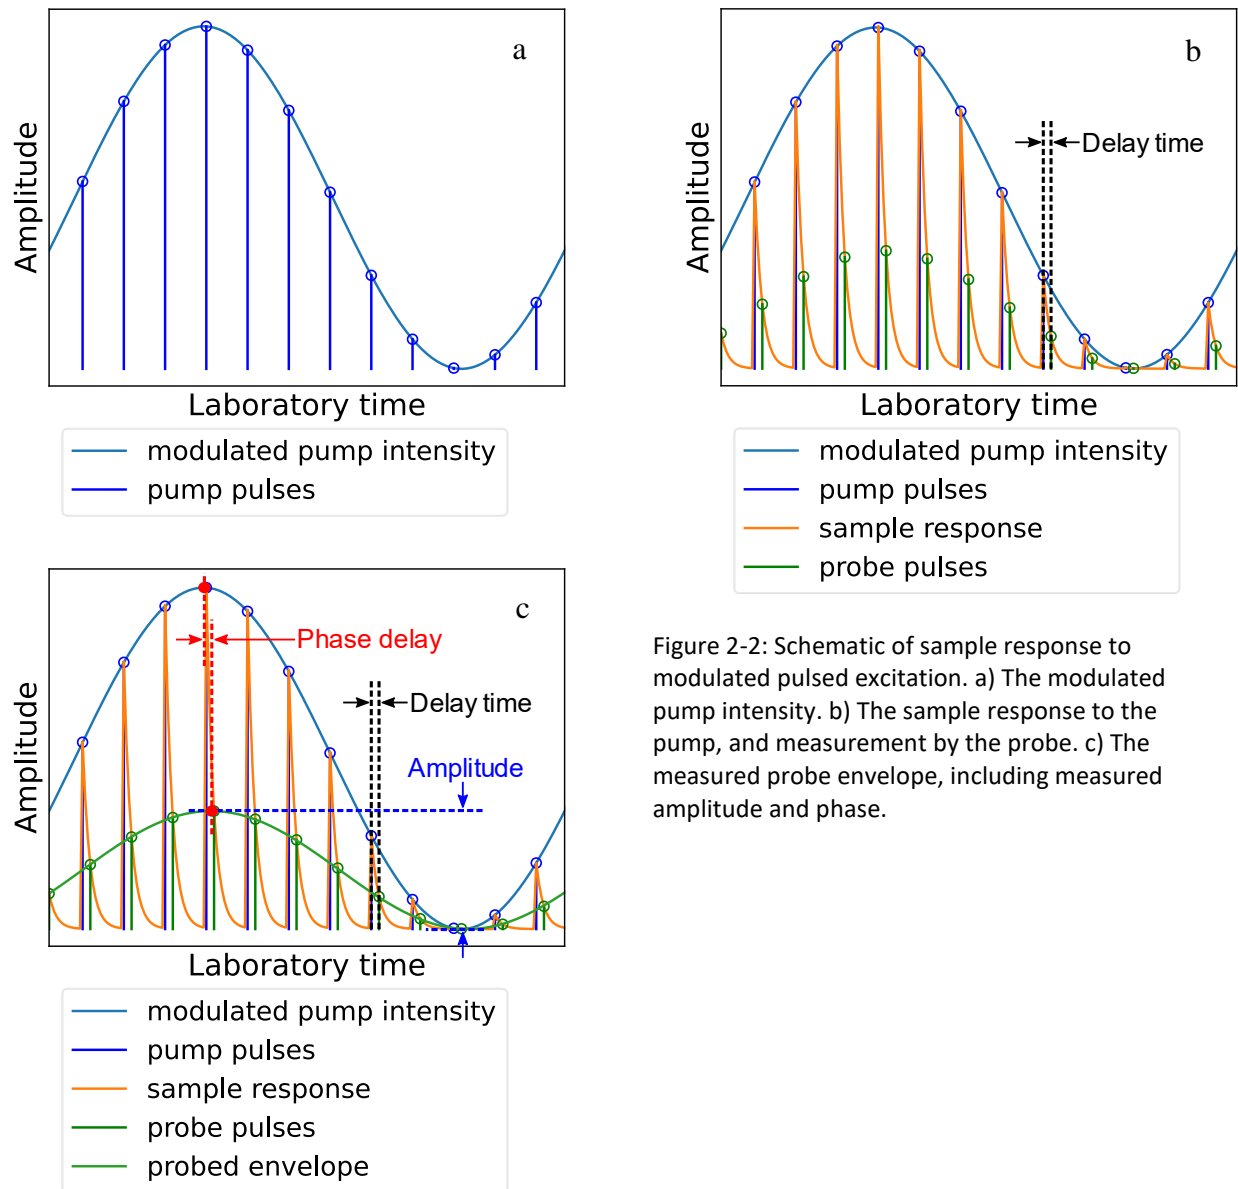 a
Amplitude
Laboratory time
modulated pump intensity
pump pulses
b
Delay time
Amplitude
Laboratory time
modulated pump intensity
pump pulses
sample response
probe pulses
c
Phase delay
Delay time
Amplitude
Amplitude
Laboratory time
modulated pump intensity
pump pulses
sample response
probe pulses
probed envelope
Figure 2-2: Schematic of sample response to
modulated pulsed excitation. a) The modulated
pump intensity. b) The sample response to the
pump, and measurement by the probe. c) The
measured probe envelope, including measured
amplitude and phase.